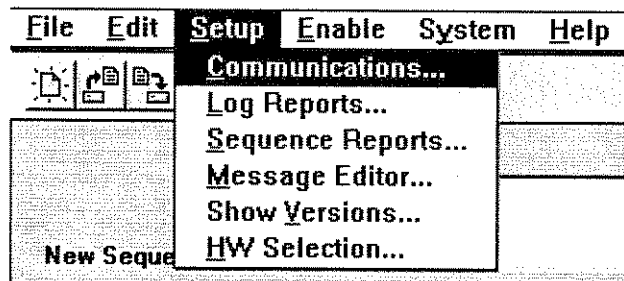 File Edit Setup Enable System Help
Communications...
Log Reports...
Sequence Reports...
Message Editor...
Show Versions...
HW Selection...
New Seque